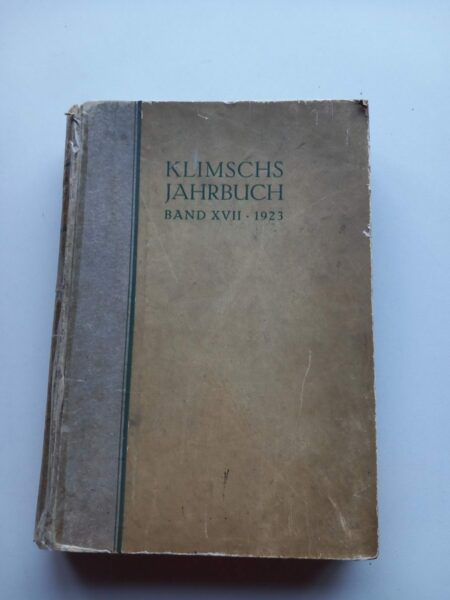 KLIMSCHS
JAHRBUCH
BAND XVII · 1923